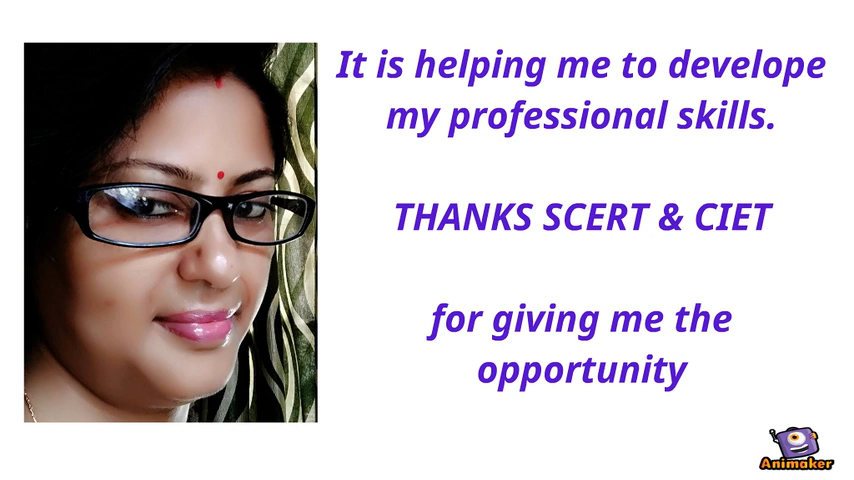 It is helping me to develope
my professional skills.
THANKS SCERT & CIET
for giving me the
opportunity
Animaker